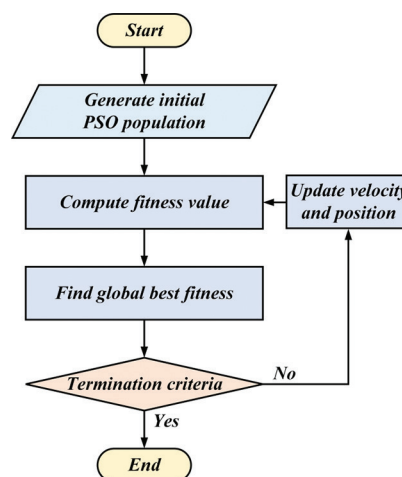 Start
Generate initial
PSO population
Compute fitness value
Update velocity
and position
Find global best fitness
Termination criteria
No
Yes
End